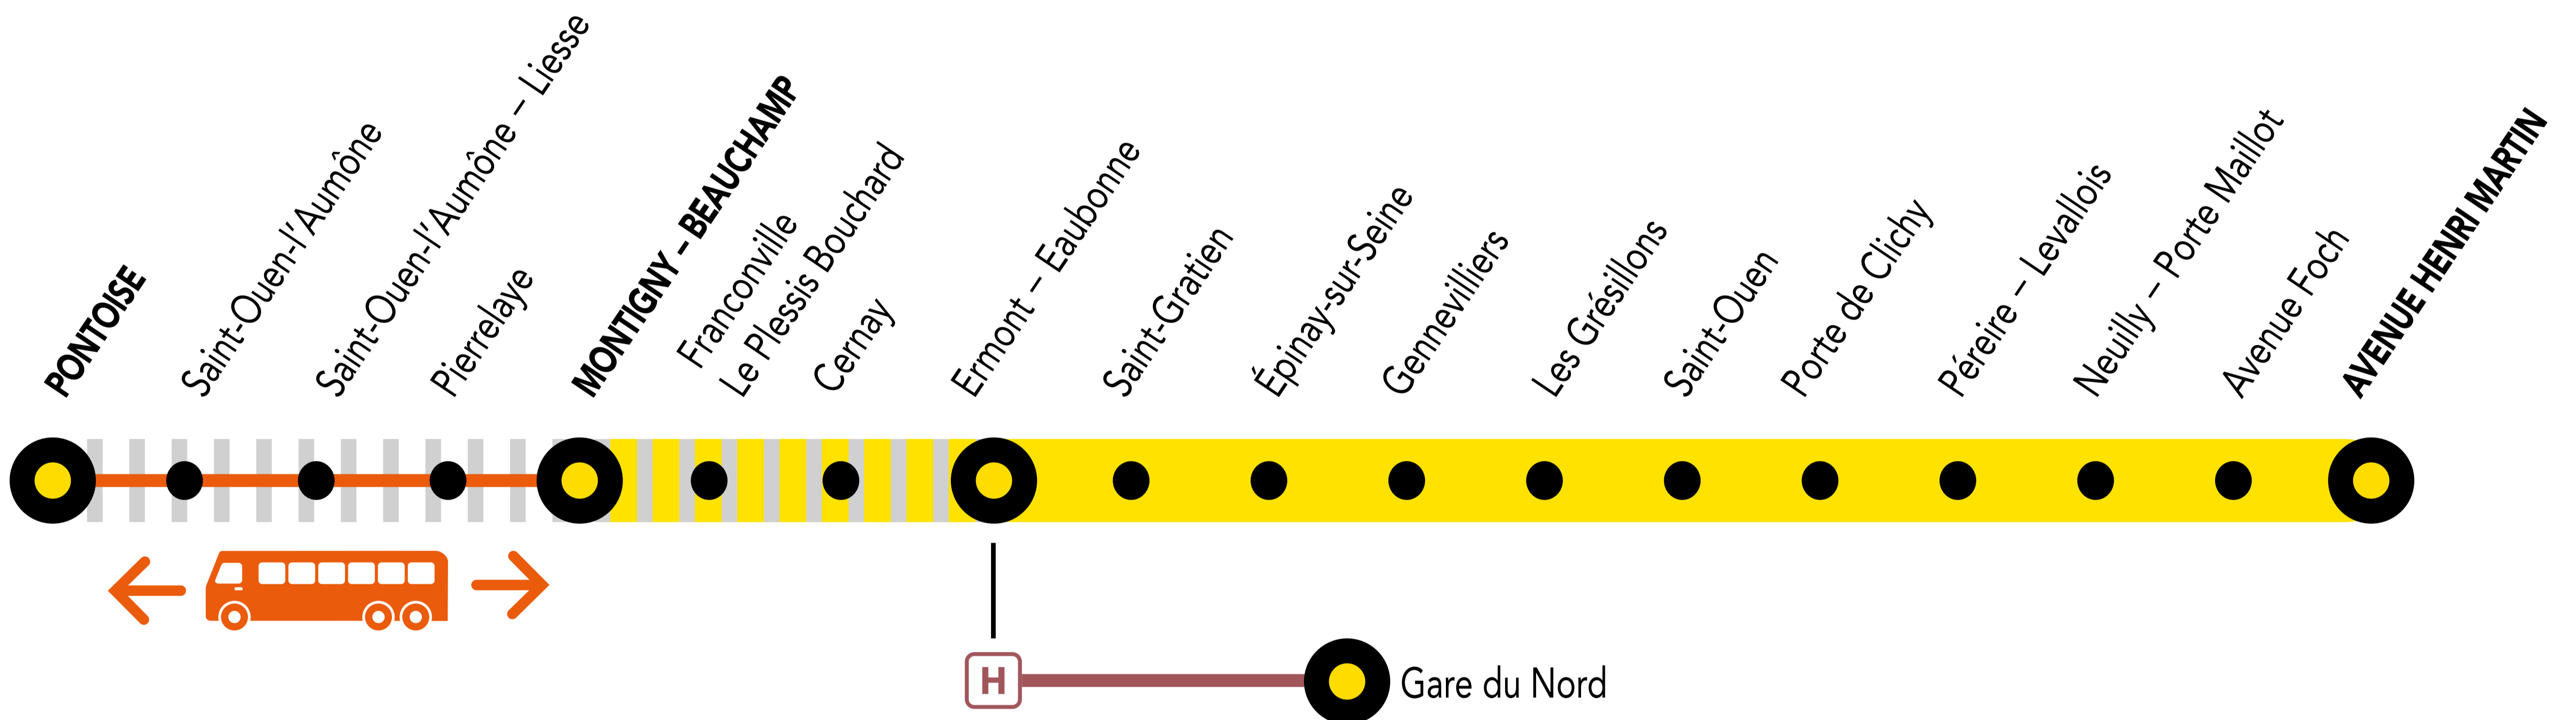 PONTOISE
Saint-Ouen-l'Aumône
Saint-Ouen-l'Aumône – Liesse
Pierrelaye
MONTIGNY – BEAUCHAMP
Franconville
Le Plessis Bouchard
Cernay
Ermont – Eaubonne
Saint-Gratien
Épinay-sur-Seine
Gennevilliers
Les Grésillons
Saint-Ouen
Porte de Clichy
Péreire – Levallois
Neuilly – Porte Maillot
Avenue Foch
AVENUE HENRI MARTIN
H
Gare du Nord